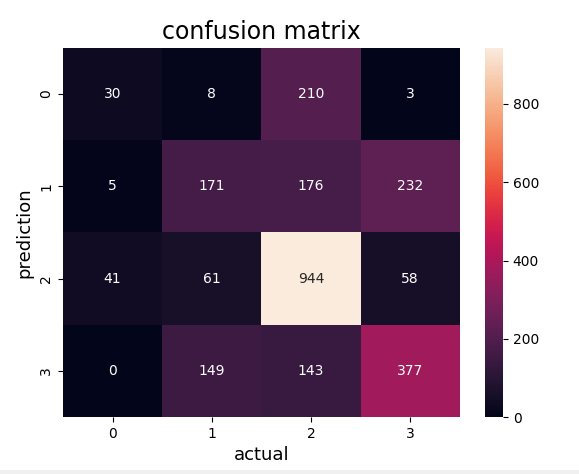 confusion matrix
0 30 8 210 3
1 5 171 176 232
2 41 61 944 58
3 0 149 143 377
0 1 2 3
prediction
actual
800
600
400
200
0